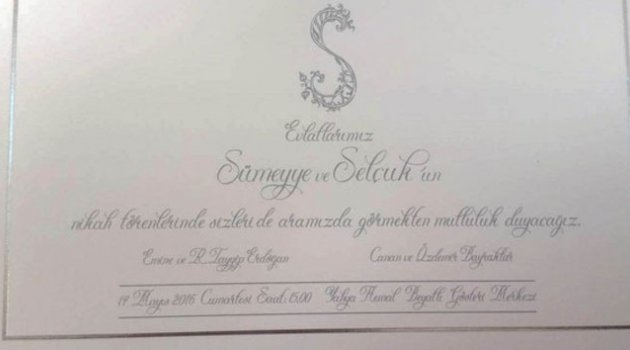 S
Evlatlarımız
Sümeyye ve Selçuk'un
nikah törenlerinde sizleri de aramızda görmekten mutluluk duyacağız.
Emine ve R. Tayyip Erdoğan Canan ve Özdemir Bayraktar
14 Mayıs 2016 Cumartesi Saat: 15.00 Yahya Kemal Beyatlı Gösteri Merkezi